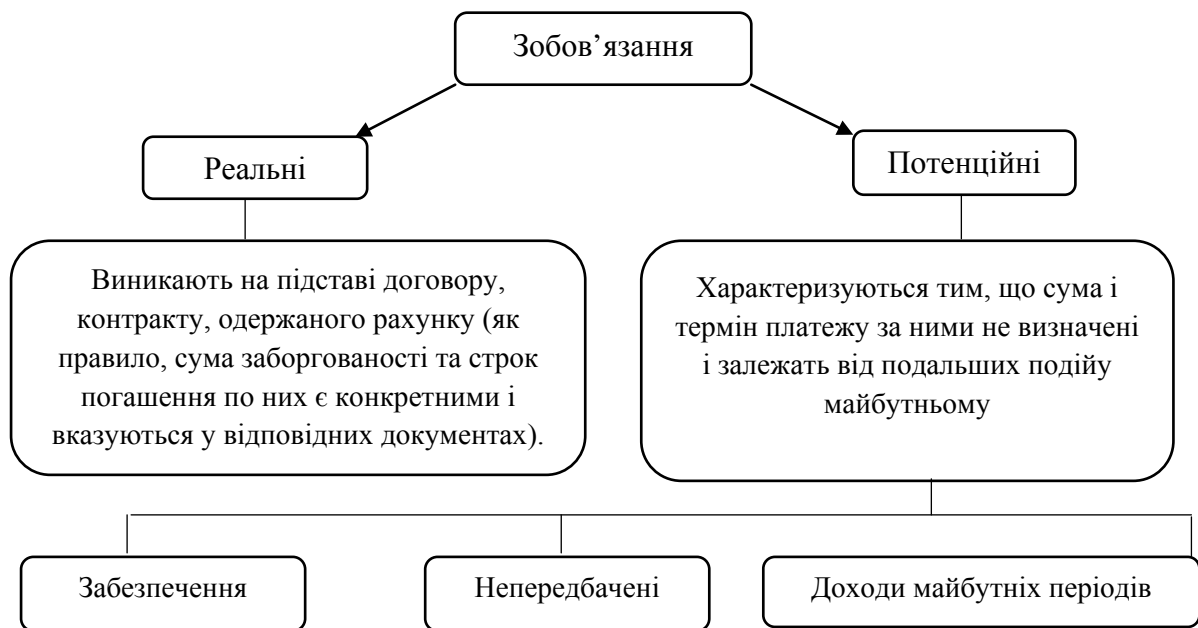 Зобов’язання
Реальні
Потенційні
Виникають на підставі договору,
контракту, одержаного рахунку (як
правило, сума заборгованості та строк
погашення по них є конкретними і
вказуються у відповідних документах).
Характеризуються тим, що сума і
термін платежу за ними не визначені
і залежать від подальших подійу
майбутньому
Забезпечення
Непередбачені
Доходи майбутніх періодів